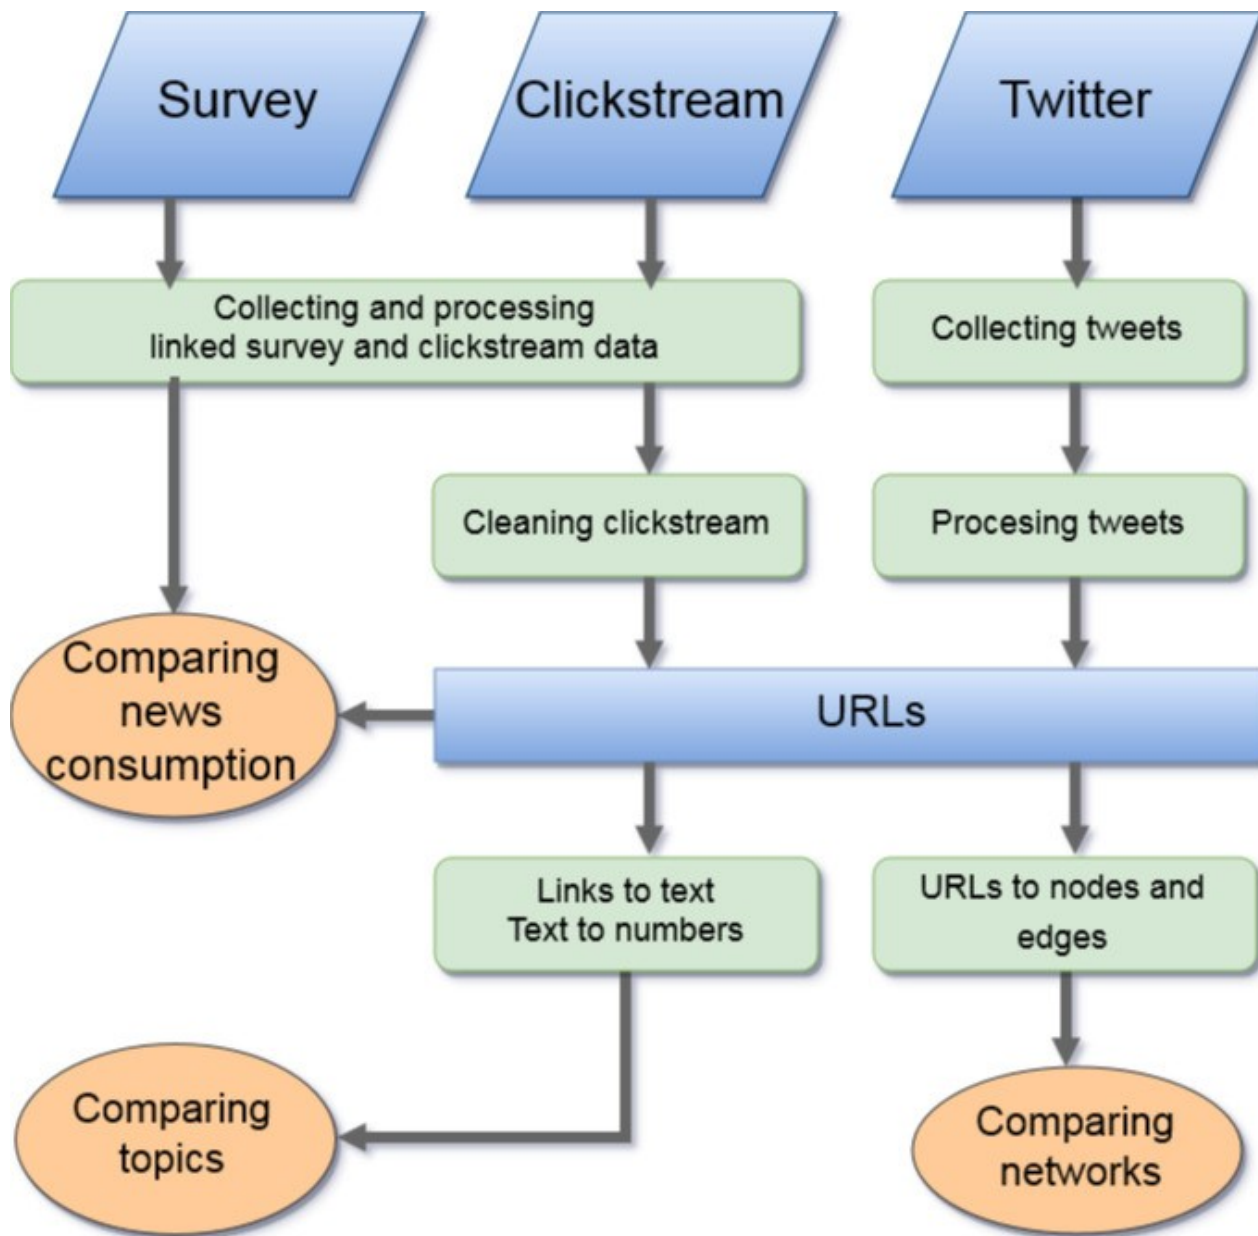 Survey
Clickstream
Twitter
Collecting and processing
linked survey and clickstream data
Collecting tweets
Cleaning clickstream
Procesing tweets
Comparing
news
consumption
URLs
Links to text
Text to numbers
URLs to nodes and
edges
Comparing
topics
Comparing
networks